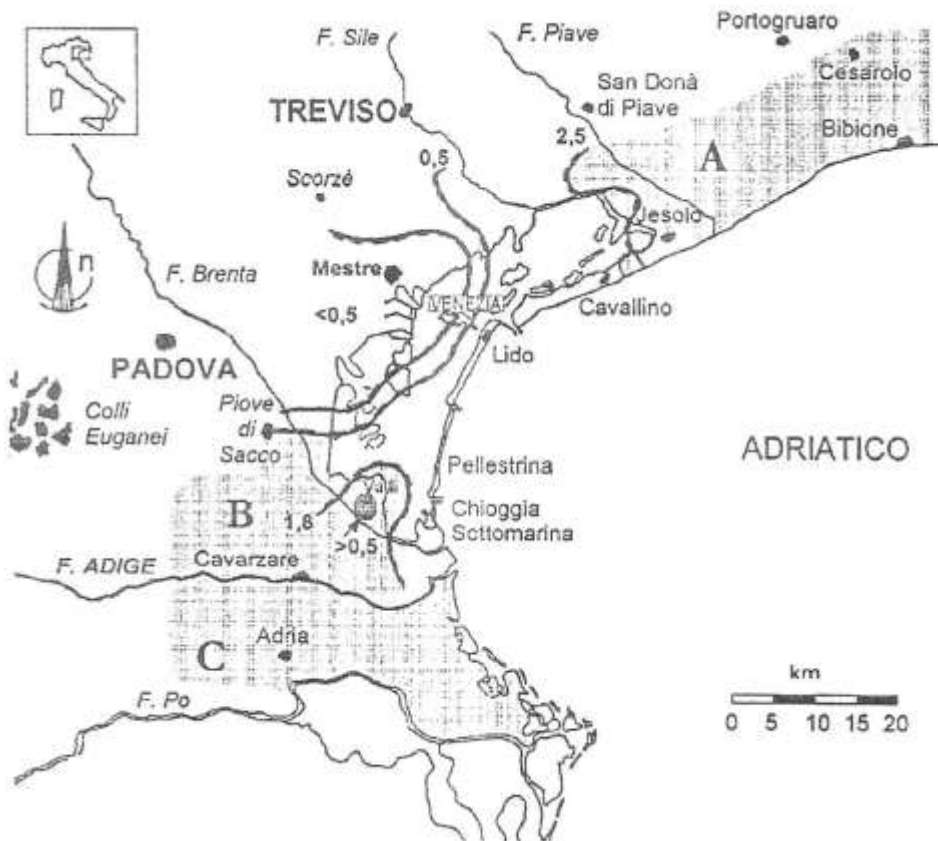 Portogruaro
F. Sile
F. Piave
Cesarolo
San Donà
di Piave
TREVISO
Bibione
2,5
A
0,5
Scorzé
Jesolo
n
F. Brenta
Mestre
VENEZIA
<0,5
Cavallino
Lido
PADOVA
Piove
di
Sacco
Colli
Euganei
ADRIATICO
Pellestrina
B
1,8
Chioggia
Sottomarina
>0,5
F. ADIGE
Cavarzare
C
Adria
km
F. Po
0 5 10 15 20